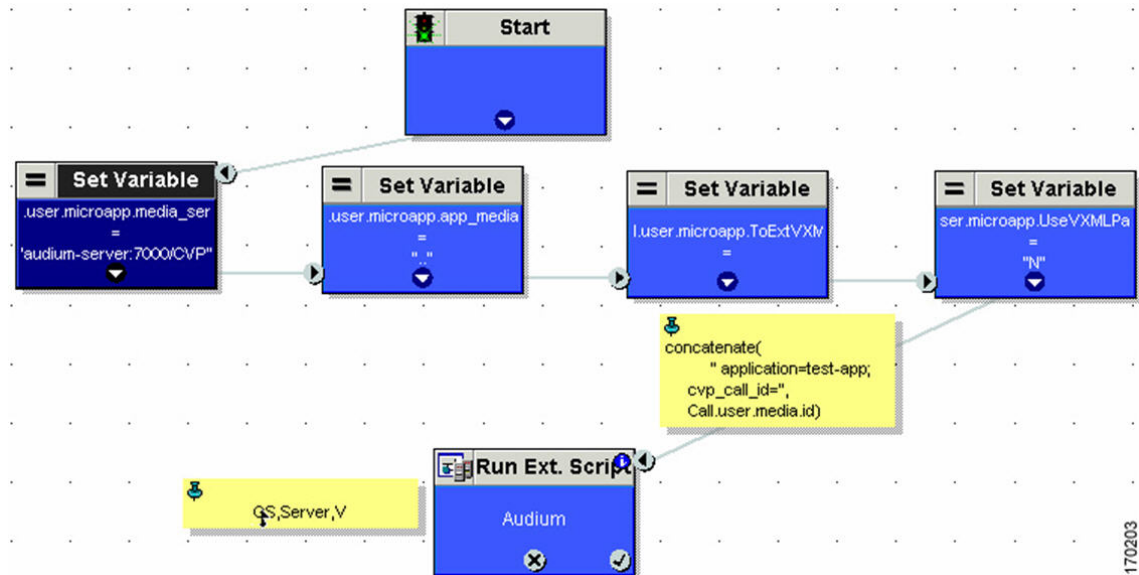 Start
Set Variable
.user.microapp.media_ser
=
'audium-server:7000/CVP"
Set Variable
.user.microapp.app_media
=
".."
Set Variable
l.user.microapp.ToExtVXM
=
Set Variable
ser.microapp.UseVXMLPa
=
"N"
concatenate(
" application=test-app;
cvp_call_id=",
Call.user.media.id)
Run Ext. Script
Audium
GS,Server,V
170203